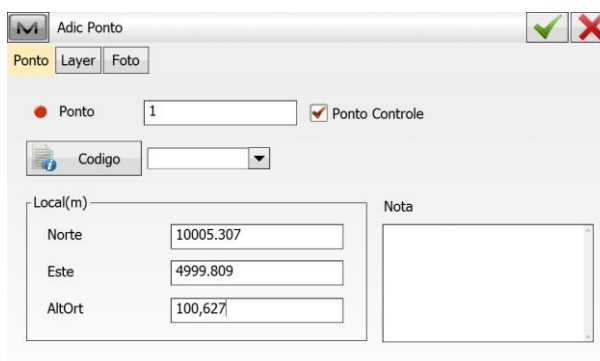 Adic Ponto
Ponto Layer Foto
Ponto 1 Ponto Controle
Codigo
Local(m) Nota
Norte 10005.307
Este 4999.809
AltOrt 100,627